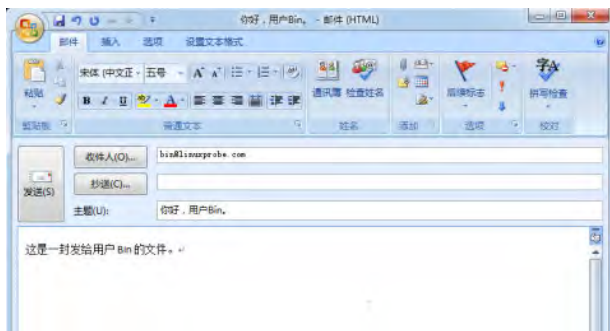 你好，用户Bin。 - 邮件 (HTML)
邮件 插入 选项 设置文本格式
宋体 (中文正 五号 A A
粘贴 B I U A 通讯簿 检查姓名 后续标志 拼写检查
剪贴板 普通文本 姓名 添加 选项 校对
收件人(O)... bin@linuxprobe.com
发送(S) 抄送(C)...
主题(U): 你好，用户Bin。
这是一封发给用户 Bin 的文件。